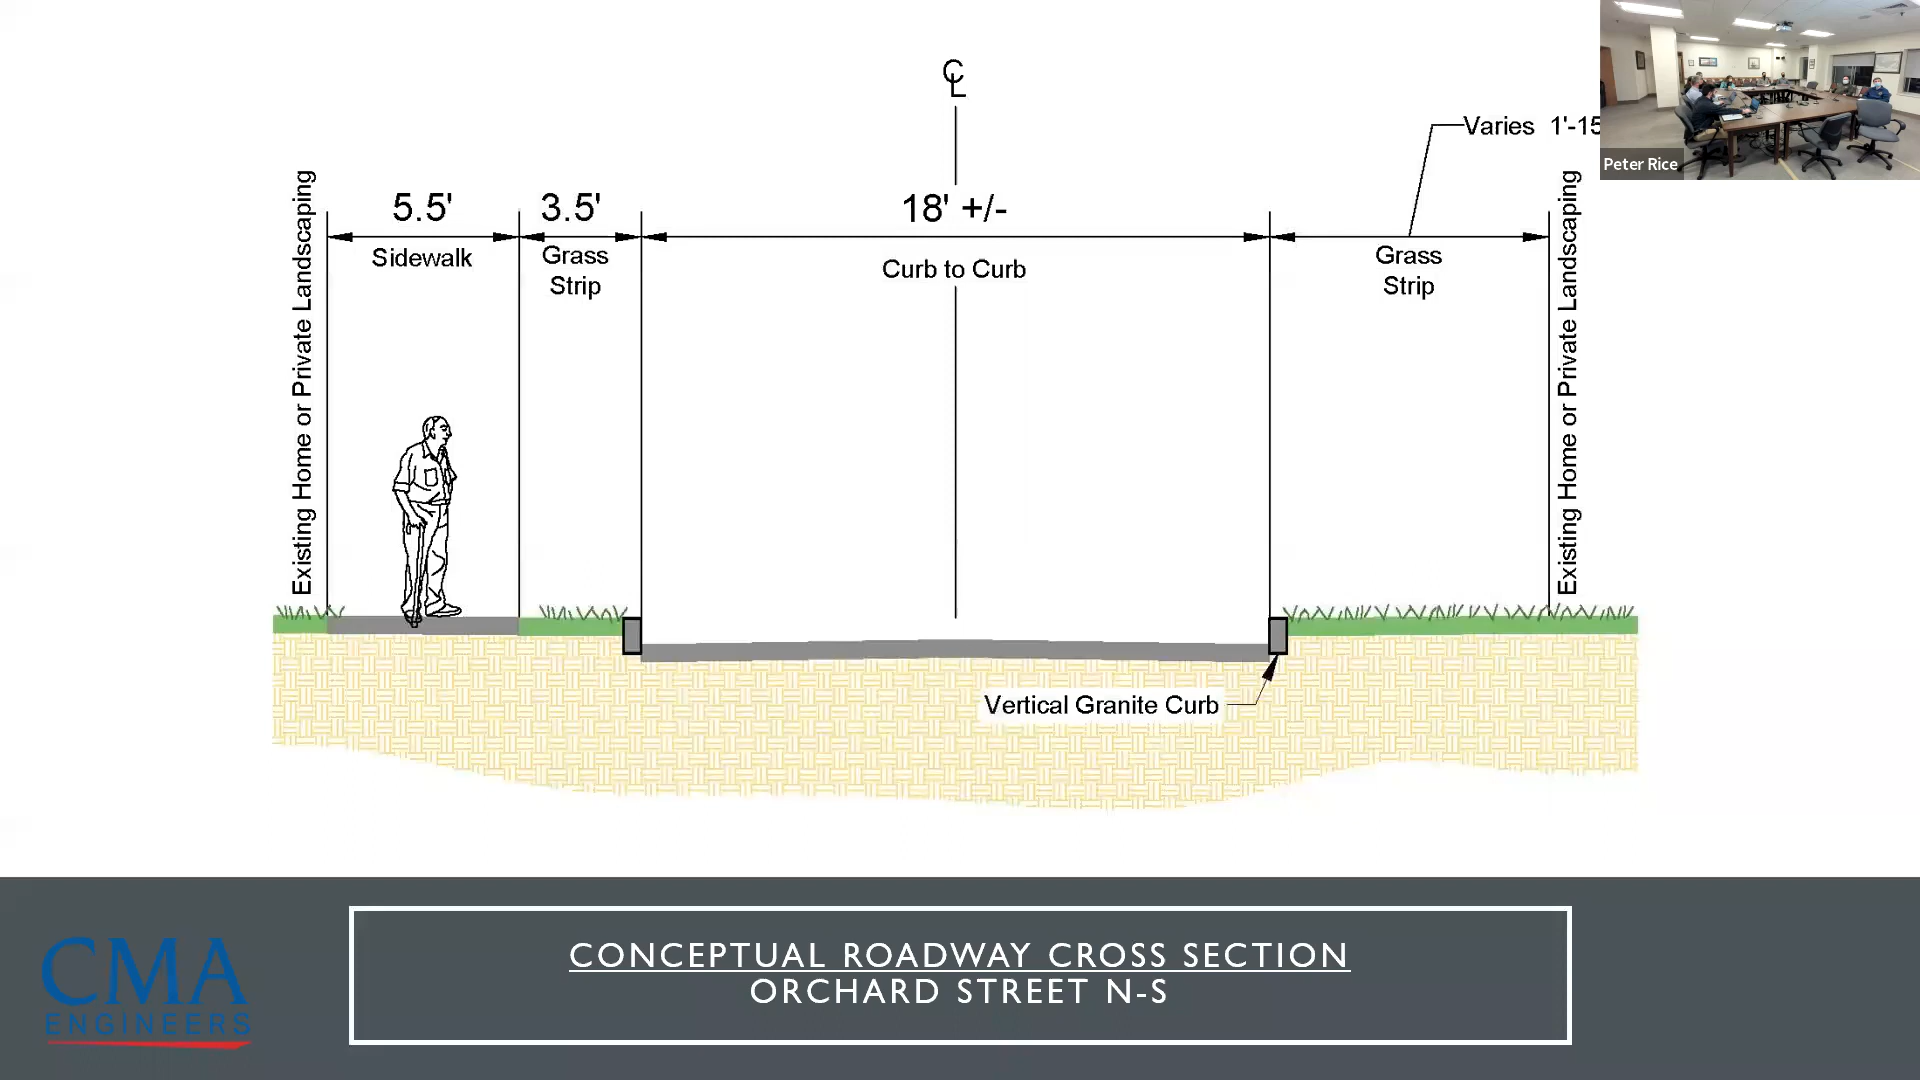 ℄
Varies 1'-15
Peter Rice
5.5'
3.5'
18' +/-
Sidewalk
Grass
Strip
Curb to Curb
Grass
Strip
Existing Home or Private Landscaping
Existing Home or Private Landscaping
Vertical Granite Curb
CONCEPTUAL ROADWAY CROSS SECTION
ORCHARD STREET N-S
CMA
ENGINEERS